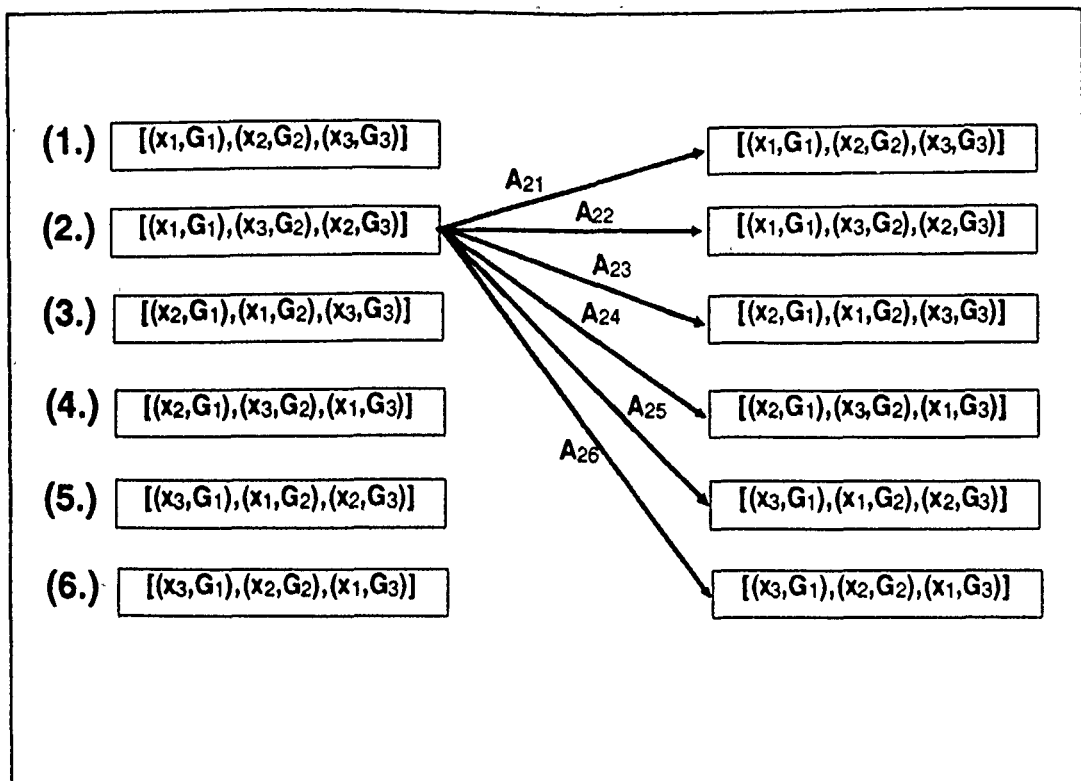 (1.) [(x₁,G₁),(x₂,G₂),(x₃,G₃)] [(x₁,G₁),(x₂,G₂),(x₃,G₃)]
A₂₁
(2.) [(x₁,G₁),(x₃,G₂),(x₂,G₃)] A₂₂ [(x₁,G₁),(x₃,G₂),(x₂,G₃)]
A₂₃
(3.) [(x₂,G₁),(x₁,G₂),(x₃,G₃)] A₂₄ [(x₂,G₁),(x₁,G₂),(x₃,G₃)]
(4.) [(x₂,G₁),(x₃,G₂),(x₁,G₃)] A₂₅ [(x₂,G₁),(x₃,G₂),(x₁,G₃)]
A₂₆
(5.) [(x₃,G₁),(x₁,G₂),(x₂,G₃)] [(x₃,G₁),(x₁,G₂),(x₂,G₃)]
(6.) [(x₃,G₁),(x₂,G₂),(x₁,G₃)] [(x₃,G₁),(x₂,G₂),(x₁,G₃)]